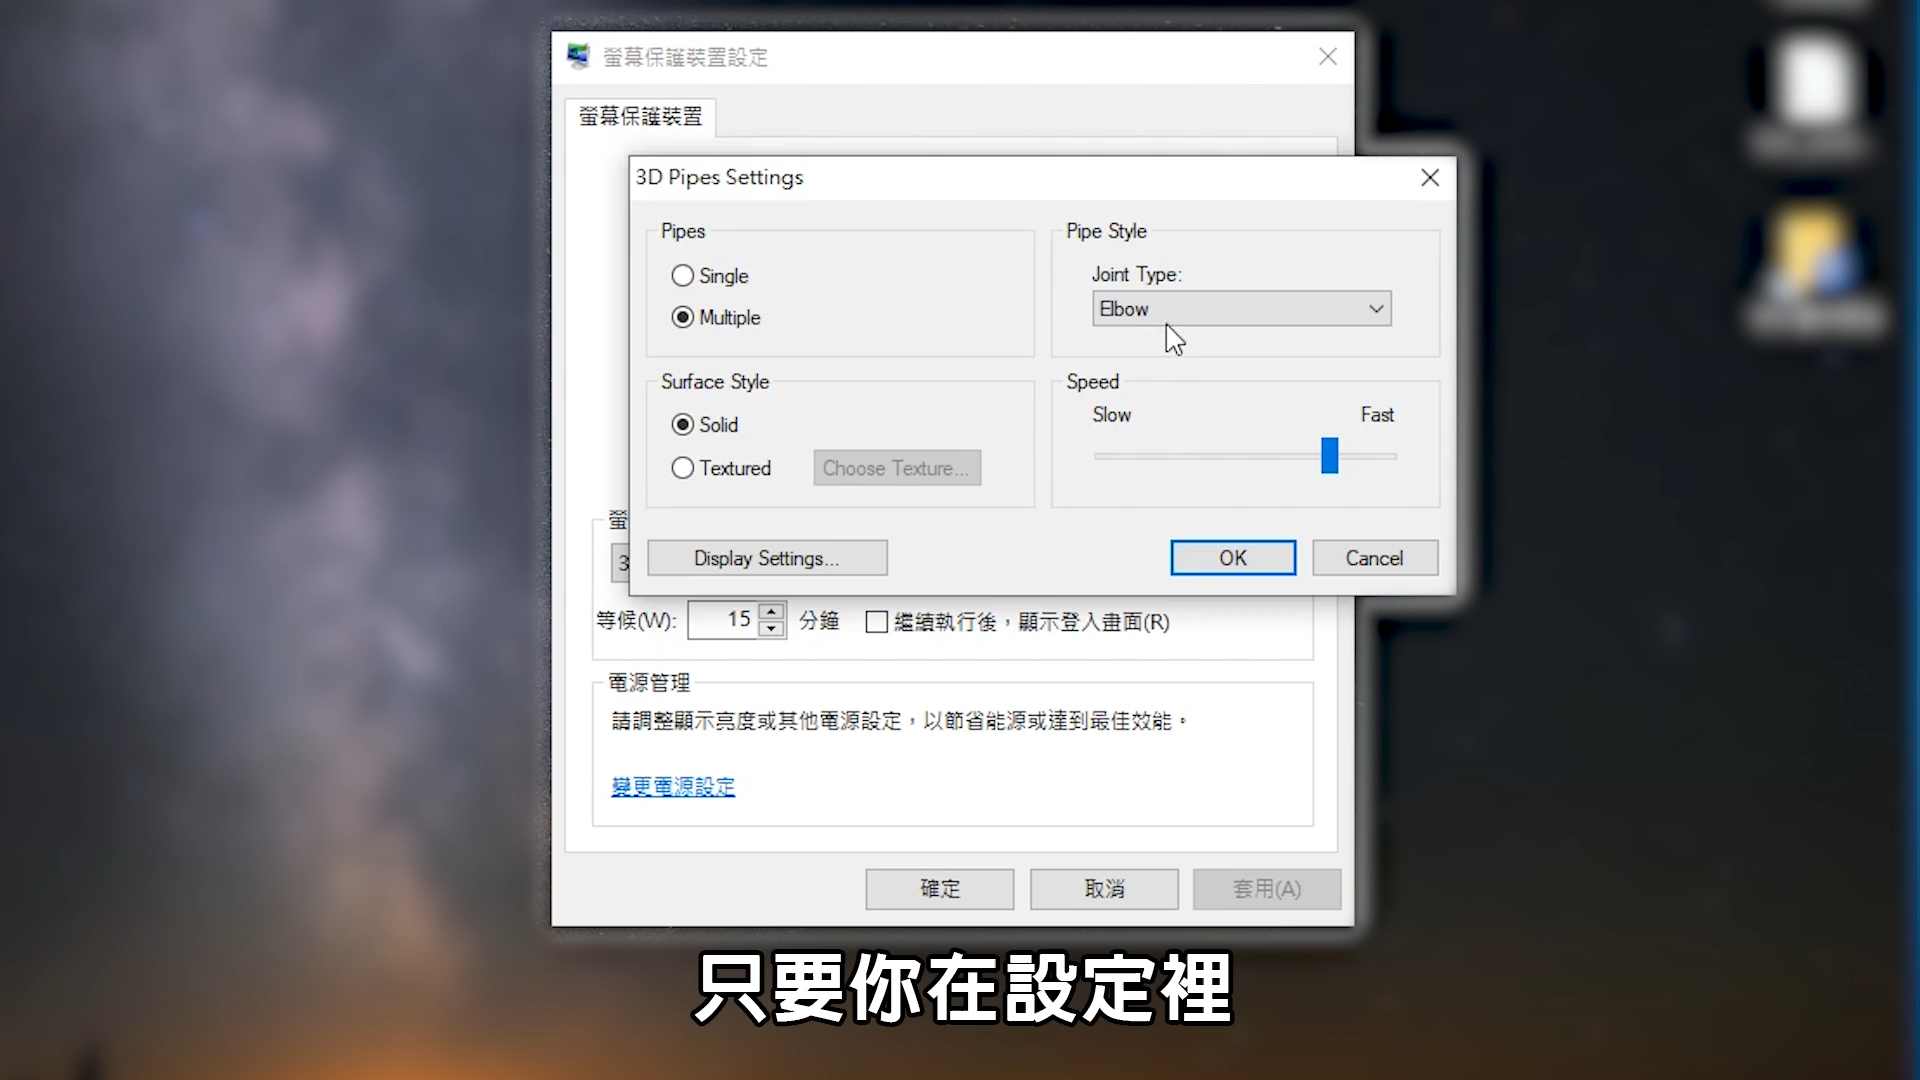 螢幕保護裝置設定
螢幕保護裝置
3D Pipes Settings
Pipes
Single
Multiple
Pipe Style
Joint Type:
Elbow
Surface Style
Solid
Textured
Choose Texture...
Speed
Slow
Fast
螢
3
Display Settings...
OK
Cancel
等候(W):
15
分鐘
繼續執行後，顯示登入畫面(R)
電源管理
請調整顯示亮度或其他電源設定，以節省能源或達到最佳效能。
變更電源設定
確定
取消
套用(A)
只要你在設定裡